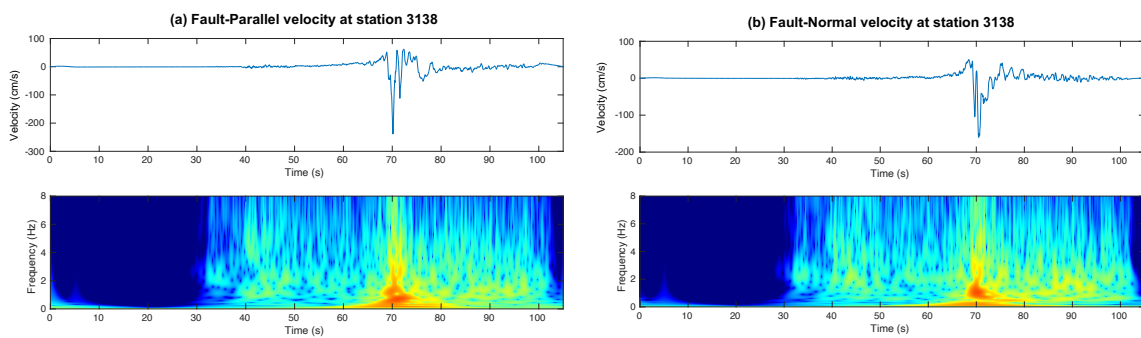 (a) Fault-Parallel velocity at station 3138
100
0
-100
-200
-300
Velocity (cm/s)
0 10 20 30 40 50 60 70 80 90 100
Time (s)
8
6
4
2
0
Frequency (Hz)
0 10 20 30 40 50 60 70 80 90 100
Time (s)
(b) Fault-Normal velocity at station 3138
100
0
-100
-200
Velocity (cm/s)
0 10 20 30 40 50 60 70 80 90 100
Time (s)
8
6
4
2
0
Frequency (Hz)
0 10 20 30 40 50 60 70 80 90 100
Time (s)